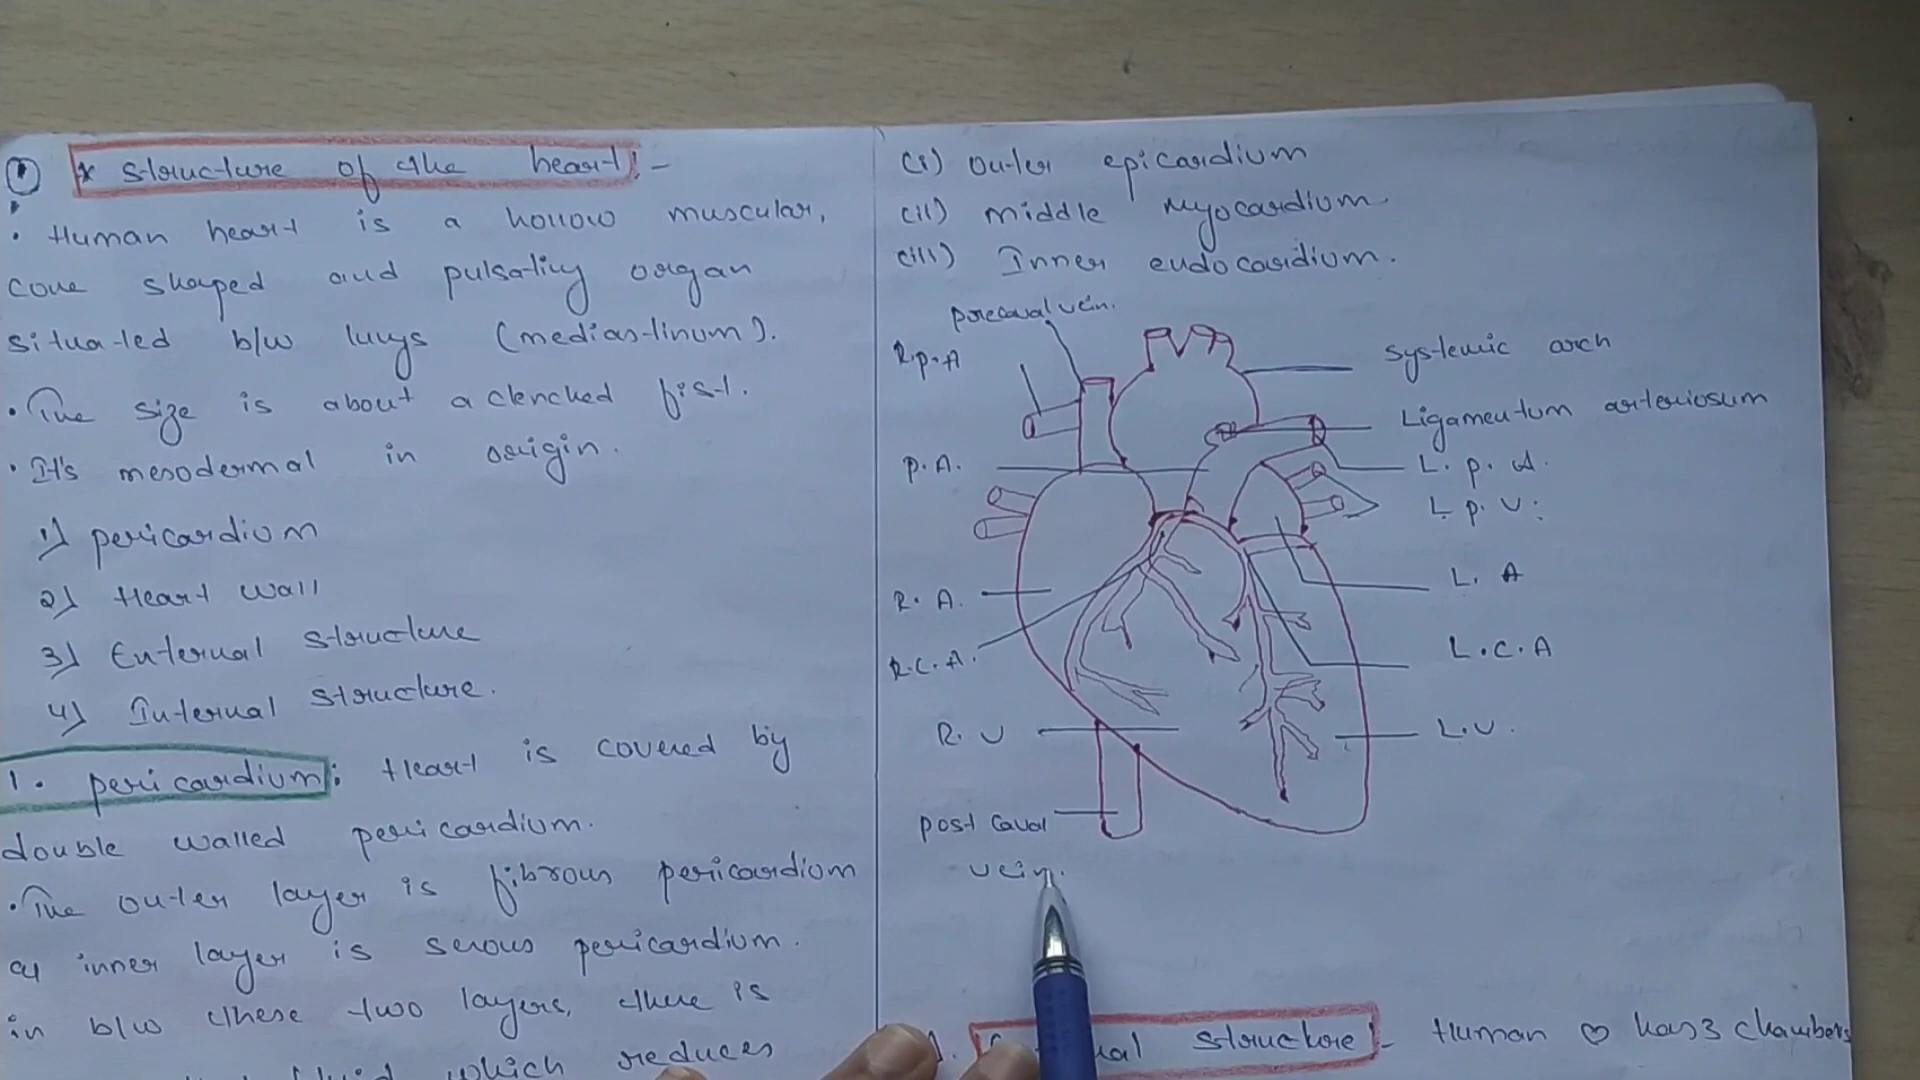 ① * Structure of the heart :-
• Human heart is a hollow muscular,
cone shaped and pulsating organ
situated b/w lungs (mediastinum).
• The size is about a clenched fist.
• It's mesodermal in origin.
1) pericardium
2) Heart wall
3) External structure
4) Internal structure.
1. pericardium : Heart is covered by
double walled pericardium.
• The outer layer is fibrous pericardium
& inner layer is serous pericardium.
in b/w these two layers, there is
fluid which reduces
(i) outer epicardium
(ii) middle myocardium
(iii) Inner endocardium.
precaval vein.
R.P.A
systemic arch
Ligamentum arteriosum
P.A.
L.P.A.
L.P.V.
R.A.
L.A
R.C.A.
L.C.A
R.V
L.V.
post caval
vein.
structure :- Human ♡ has 3 chambers